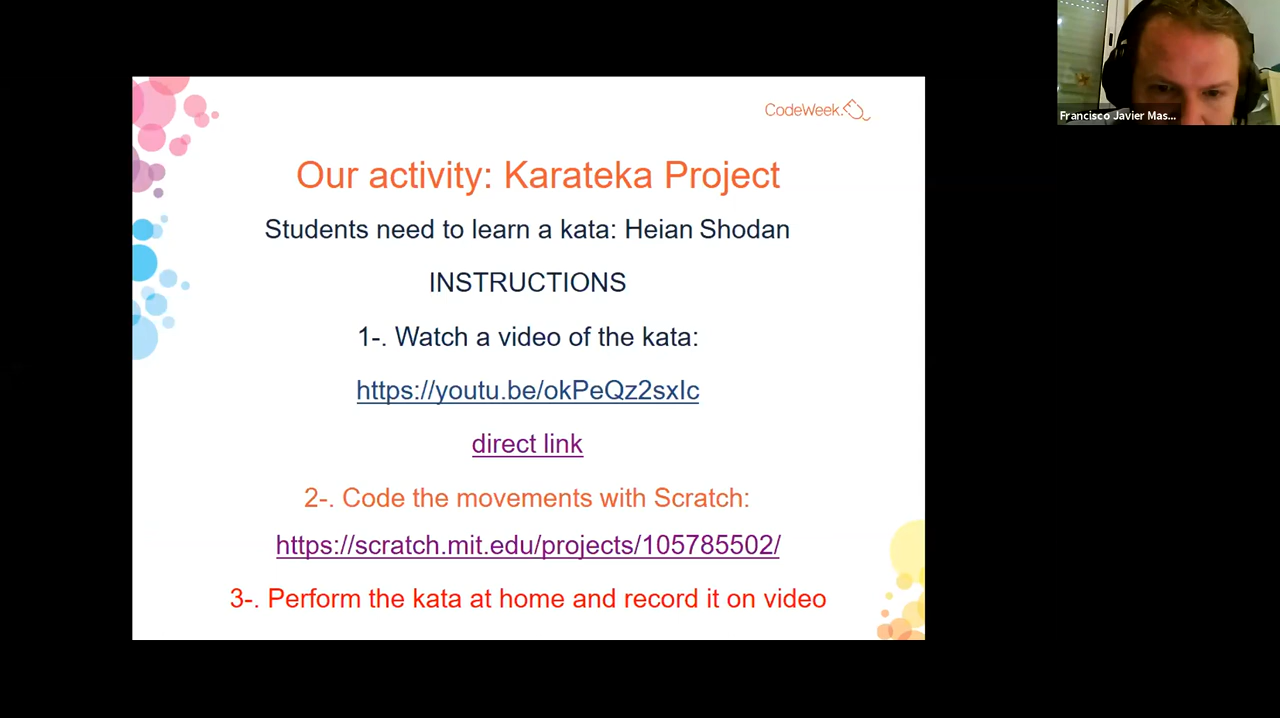 CodeWeek
Francisco Javier Mas...
Our activity: Karateka Project
Students need to learn a kata: Heian Shodan
INSTRUCTIONS
1-. Watch a video of the kata:
https://youtu.be/okPeQz2sxIc
direct link
2-. Code the movements with Scratch:
https://scratch.mit.edu/projects/105785502/
3-. Perform the kata at home and record it on video